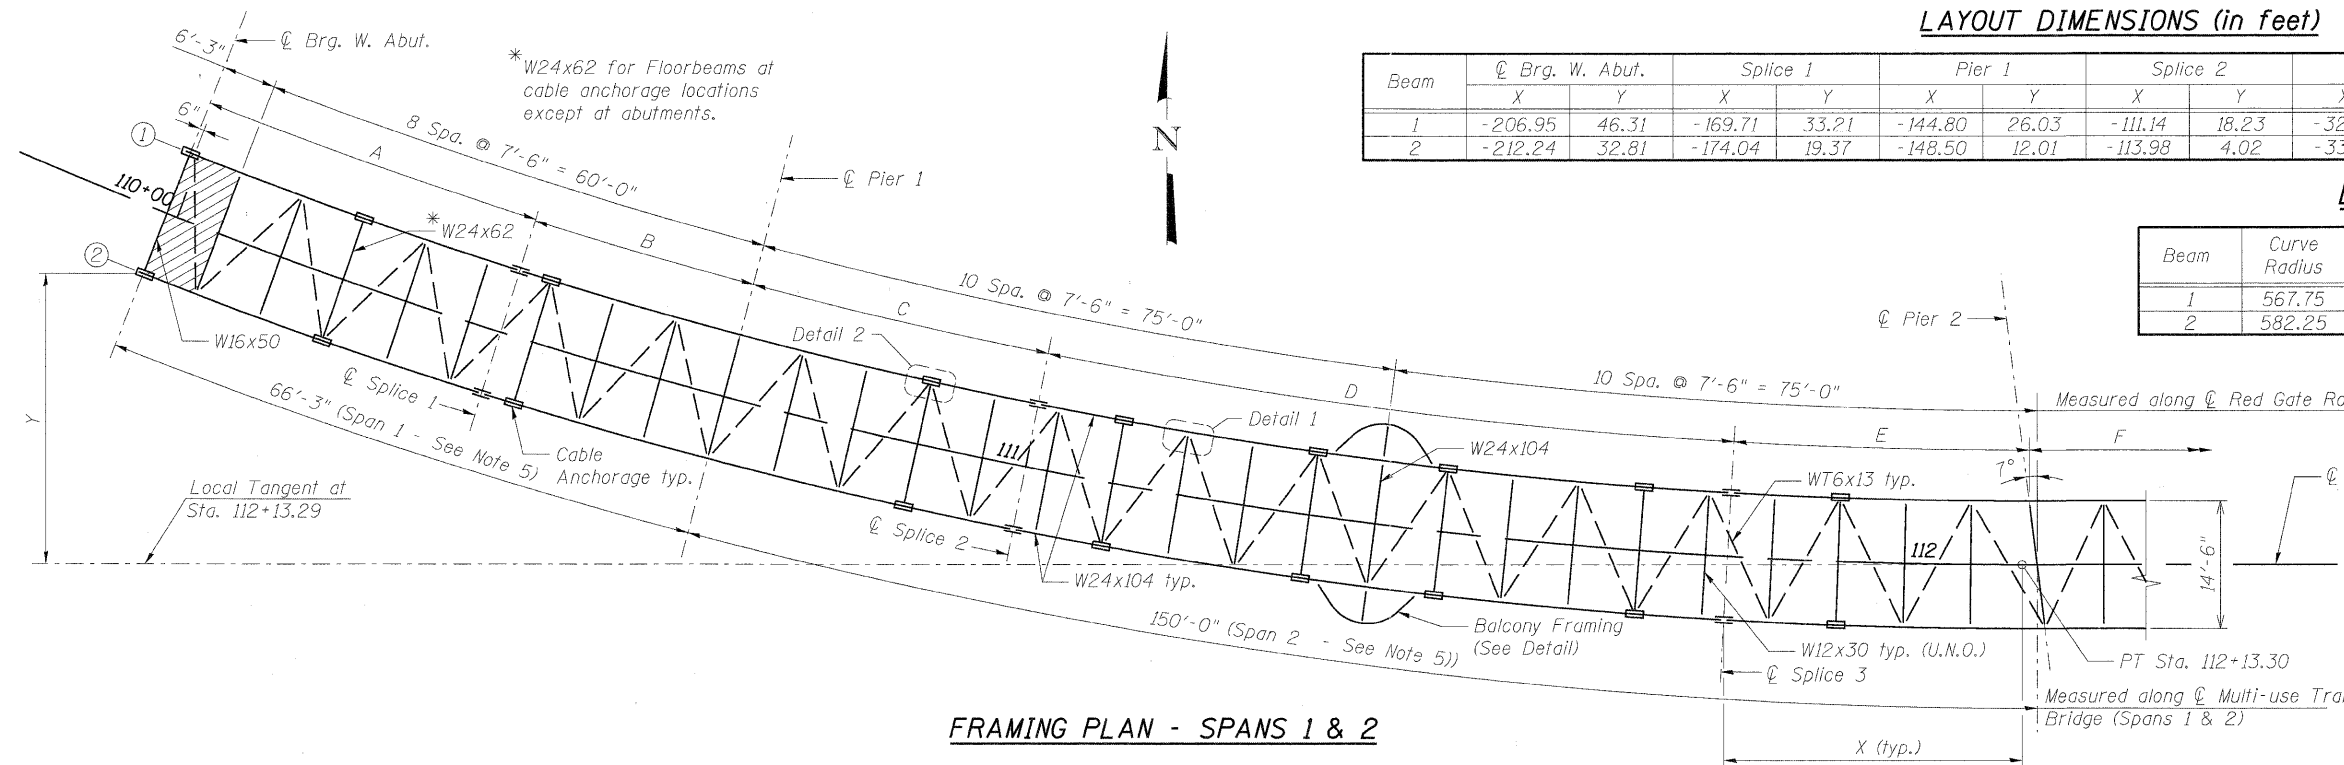 LAYOUT DIMENSIONS (in feet)
Beam ℄ Brg. W. Abut. Splice 1 Pier 1 Splice 2
X Y X Y X Y X Y
1 -206.95 46.31 -169.71 33.21 -144.80 26.03 -111.14 18.23 -32
2 -212.24 32.81 -174.04 19.37 -148.50 12.01 -113.98 4.02 -33
Beam Curve Radius
1 567.75
2 582.25
6'-3"
℄ Brg. W. Abut.
*W24x62 for Floorbeams at
cable anchorage locations
except at abutments.
6"
1
A
8 Spa. @ 7'-6" = 60'-0"
N
℄ Pier 1
110+00
* W24x62
2
B
10 Spa. @ 7'-6" = 75'-0"
C
℄ Pier 2
W16x50
Detail 2
10 Spa. @ 7'-6" = 75'-0"
D
Measured along ℄ Red Gate Ro
℄ Splice 1
66'-3" (Span 1 - See Note 5)
Y
Detail 1
E
F
111
Cable
Anchorage typ.
W24x104
7°
WT6x13 typ.
℄
Local Tangent at
Sta. 112+13.29
℄ Splice 2
112
14'-6"
W24x104 typ.
150'-0" (Span 2 - See Note 5))
Balcony Framing
(See Detail)
W12x30 typ. (U.N.O.)
PT Sta. 112+13.30
℄ Splice 3
Measured along ℄ Multi-use Trai
Bridge (Spans 1 & 2)
X (typ.)
FRAMING PLAN - SPANS 1 & 2